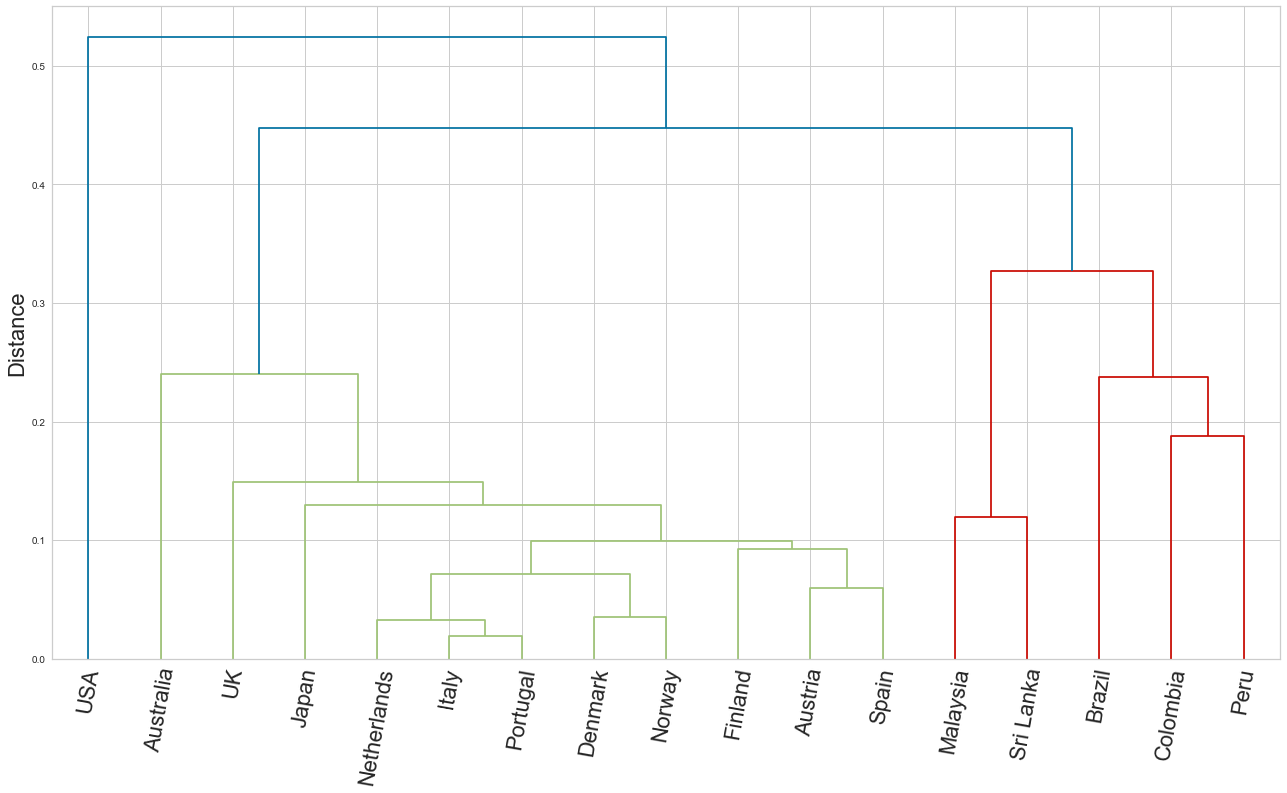 Distance
0.5
0.4
0.3
0.2
0.1
0.0
USA
Australia
UK
Japan
Netherlands
Italy
Portugal
Denmark
Norway
Finland
Austria
Spain
Malaysia
Sri Lanka
Brazil
Colombia
Peru